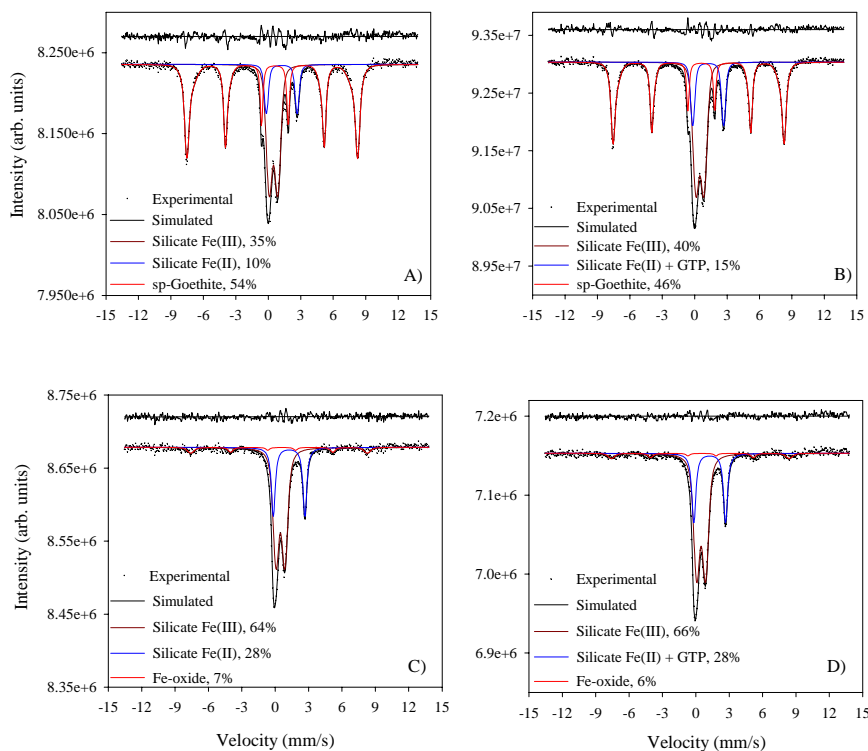 Intensity (arb. units)
8.250e+6
8.150e+6
8.050e+6
7.950e+6
Experimental
Simulated
Silicate Fe(III), 35%
Silicate Fe(II), 10%
sp-Goethite, 54%
A)
-15 -12 -9 -6 -3 0 3 6 9 12 15
9.35e+7
9.25e+7
9.15e+7
9.05e+7
8.95e+7
Experimental
Simulated
Silicate Fe(III), 40%
Silicate Fe(II) + GTP, 15%
sp-Goethite, 46%
B)
-15 -12 -9 -6 -3 0 3 6 9 12 15
Intensity (arb. units)
8.75e+6
8.65e+6
8.55e+6
8.45e+6
8.35e+6
Experimental
Simulated
Silicate Fe(III), 64%
Silicate Fe(II), 28%
Fe-oxide, 7%
C)
-15 -12 -9 -6 -3 0 3 6 9 12 15
Velocity (mm/s)
7.2e+6
7.1e+6
7.0e+6
6.9e+6
Experimental
Simulated
Silicate Fe(III), 66%
Silicate Fe(II) + GTP, 28%
Fe-oxide, 6%
D)
-15 -12 -9 -6 -3 0 3 6 9 12 15
Velocity (mm/s)